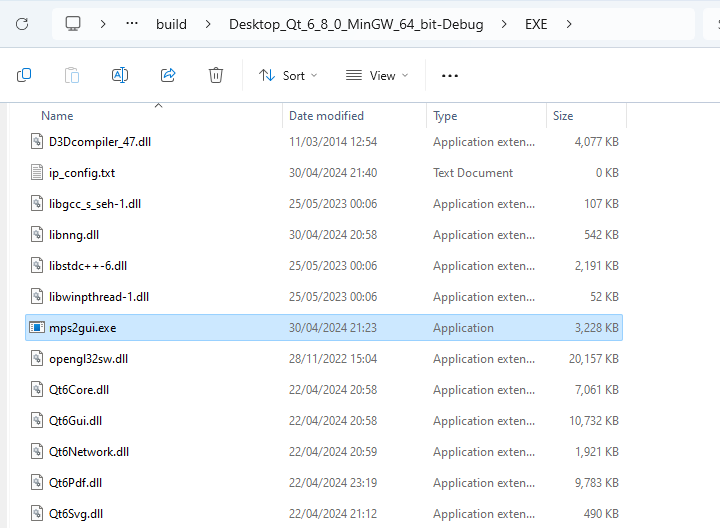 build > Desktop_Qt_6_8_0_MinGW_64_bit-Debug > EXE >
Sort View
Name Date modified Type Size
D3Dcompiler_47.dll 11/03/2014 12:54 Application exten... 4,077 KB
ip_config.txt 30/04/2024 21:40 Text Document 0 KB
libgcc_s_seh-1.dll 25/05/2023 00:06 Application exten... 107 KB
libnng.dll 30/04/2024 20:58 Application exten... 542 KB
libstdc++-6.dll 25/05/2023 00:06 Application exten... 2,191 KB
libwinpthread-1.dll 25/05/2023 00:06 Application exten... 52 KB
mps2gui.exe 30/04/2024 21:23 Application 3,228 KB
opengl32sw.dll 28/11/2022 15:04 Application exten... 20,157 KB
Qt6Core.dll 22/04/2024 20:58 Application exten... 7,061 KB
Qt6Gui.dll 22/04/2024 20:58 Application exten... 10,732 KB
Qt6Network.dll 22/04/2024 20:59 Application exten... 1,921 KB
Qt6Pdf.dll 22/04/2024 23:19 Application exten... 9,783 KB
Qt6Svg.dll 22/04/2024 21:12 Application exten... 490 KB